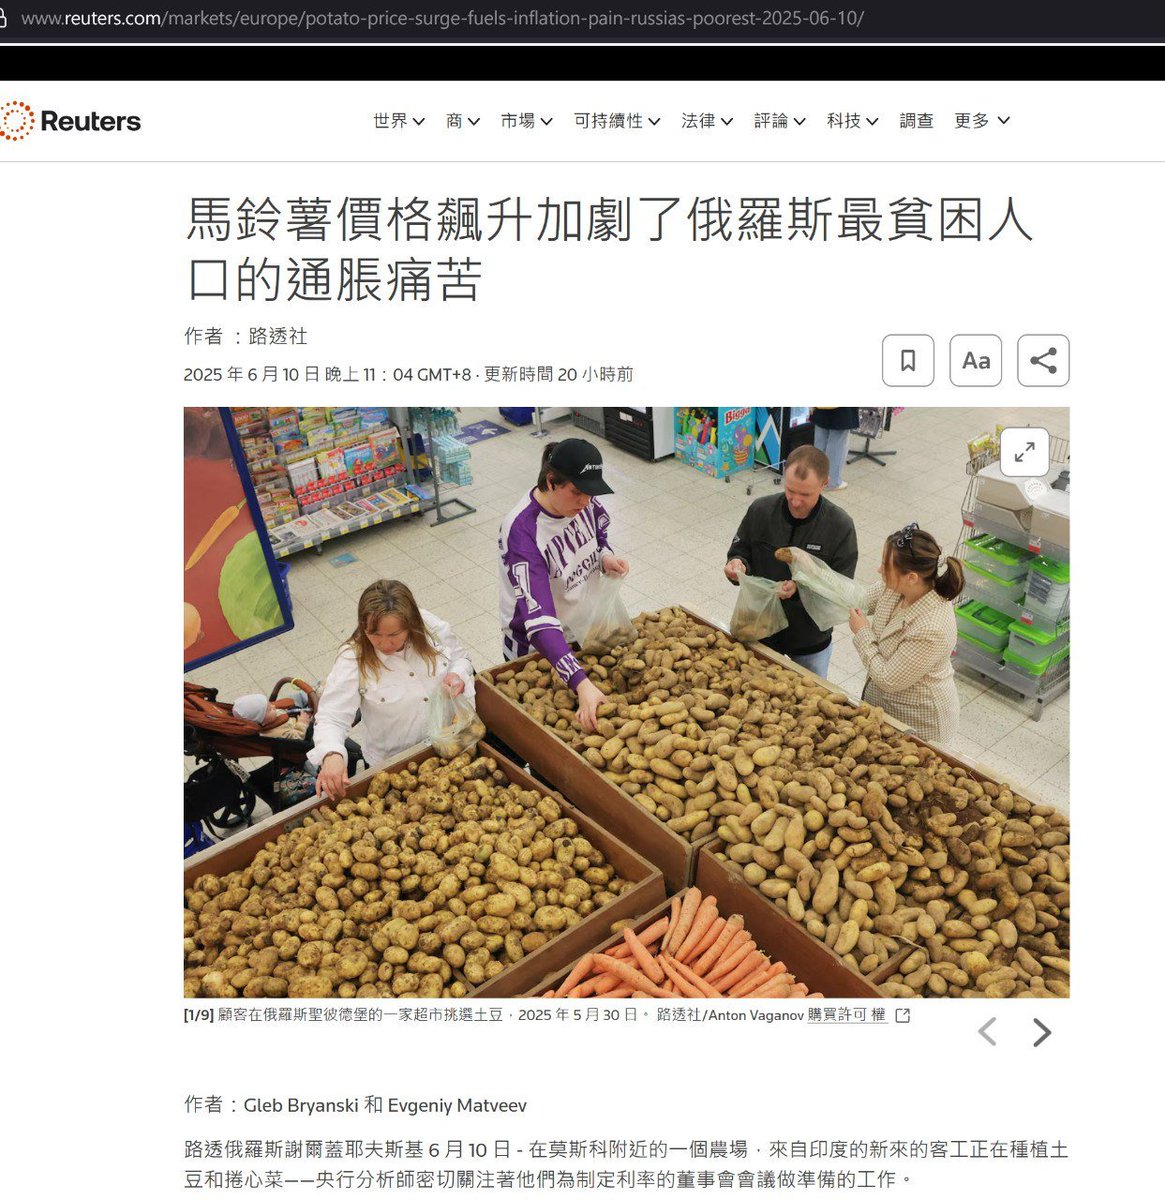 www.reuters.com/markets/europe/potato-price-surge-fuels-inflation-pain-russias-poorest-2025-06-10/
Reuters
世界 商 市場 可持續性 法律 評論 科技 調查 更多
馬鈴薯價格飆升加劇了俄羅斯最貧困人
口的通脹痛苦
作者 ：路透社
2025 年 6 月 10 日 晚上 11：04 GMT+8 · 更新時間 20 小時前
Aa
[1/9] 顧客在俄羅斯聖彼德堡的一家超市挑選土豆，2025 年 5 月 30 日。 路透社/Anton Vaganov 購買許可 權
作者：Gleb Bryanski 和 Evgeniy Matveev
路透俄羅斯謝爾蓋耶夫斯基 6 月 10 日 - 在莫斯科附近的一個農場，來自印度的新來的客工正在種植土
豆和捲心菜——央行分析師密切關注著他們為制定利率的董事會會議做準備的工作。